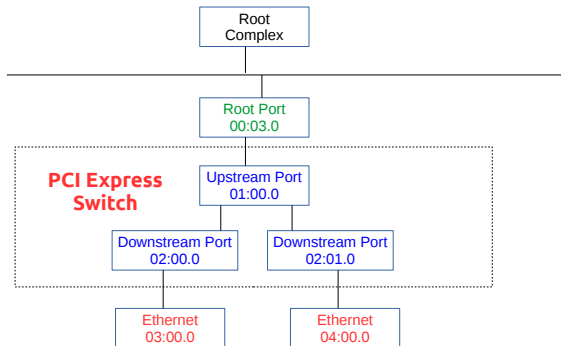 Root
Complex
Root Port
00:03.0
PCI Express
Switch
Upstream Port
01:00.0
Downstream Port
02:00.0
Downstream Port
02:01.0
Ethernet
03:00.0
Ethernet
04:00.0